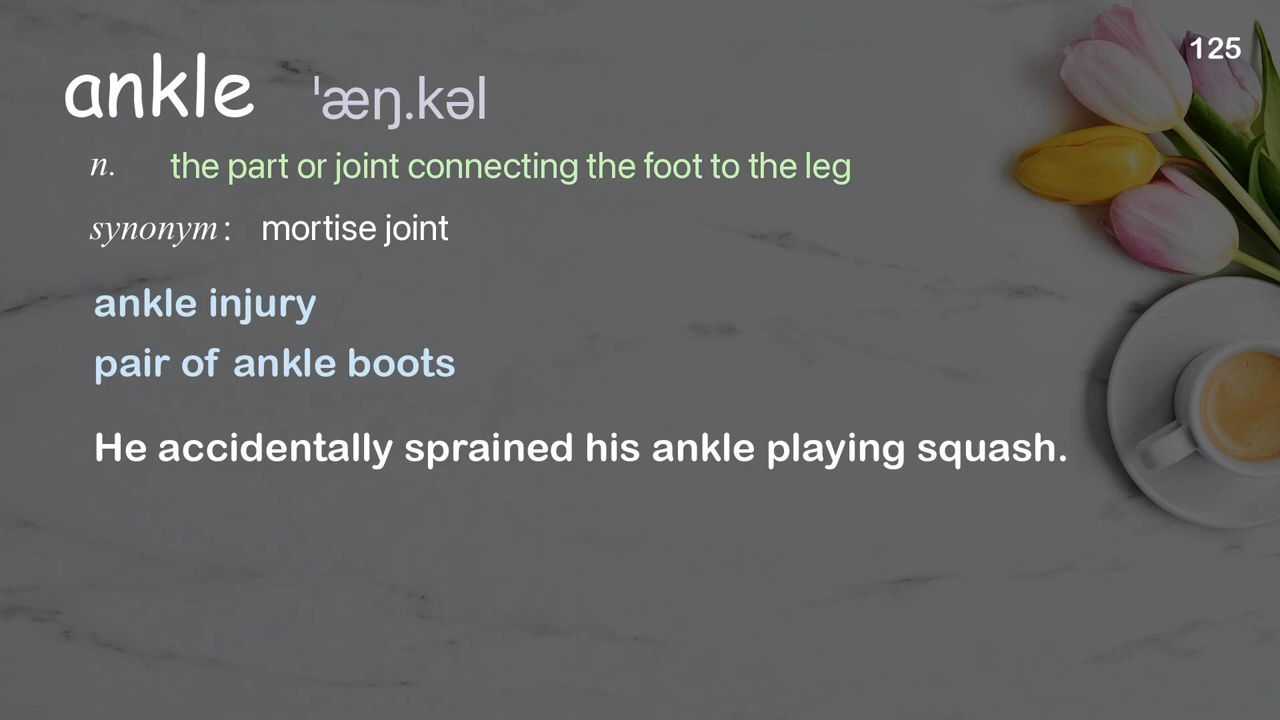 125
ankle ˈæŋ.kəl
n. the part or joint connecting the foot to the leg
synonym: mortise joint
ankle injury
pair of ankle boots
He accidentally sprained his ankle playing squash.